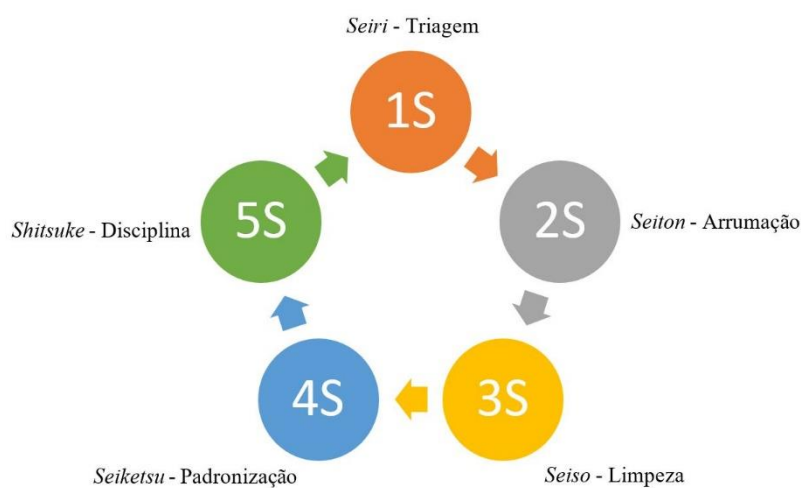 Seiri - Triagem
1S
2S
Seiton - Arrumação
3S
Seiso - Limpeza
4S
Seiketsu - Padronização
5S
Shitsuke - Disciplina